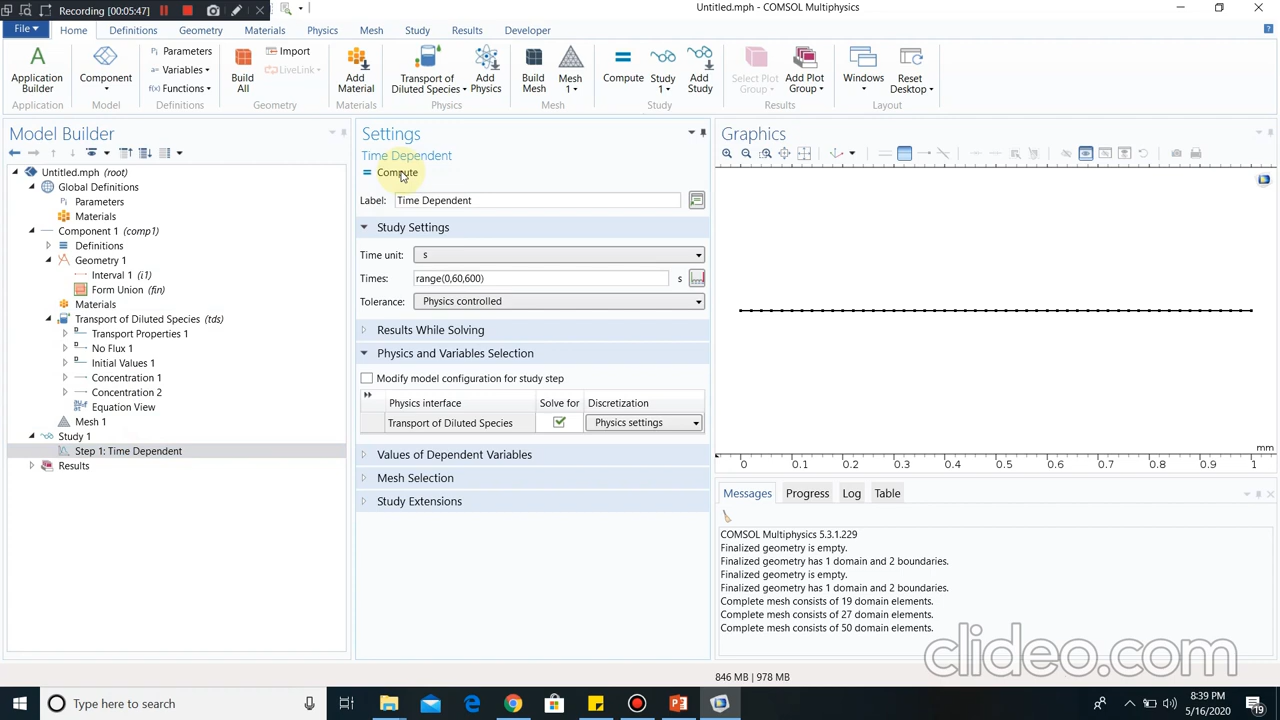 Recording [00:05:47]
Untitled.mph - COMSOL Multiphysics
File
Home
Definitions
Geometry
Materials
Physics
Mesh
Study
Results
Developer
Application Builder
Application
Component
Model
Parameters
Variables
Functions
Definitions
Build All
Import
LiveLink
Geometry
Add Material
Materials
Transport of Diluted Species
Add Physics
Physics
Build Mesh
Mesh 1
Mesh
Compute
Study 1
Add Study
Study
Select Plot Group
Add Plot Group
Results
Windows
Reset Desktop
Layout
Model Builder
Untitled.mph (root)
Global Definitions
Parameters
Materials
Component 1 (comp1)
Definitions
Geometry 1
Interval 1 (i1)
Form Union (fin)
Materials
Transport of Diluted Species (tds)
Transport Properties 1
No Flux 1
Initial Values 1
Concentration 1
Concentration 2
Equation View
Mesh 1
Study 1
Step 1: Time Dependent
Results
Settings
Time Dependent
Compute
Label: Time Dependent
Study Settings
Time unit: s
Times: range(0,60,600) s
Tolerance: Physics controlled
Results While Solving
Physics and Variables Selection
Modify model configuration for study step
Physics interface Solve for Discretization
Transport of Diluted Species Physics settings
Values of Dependent Variables
Mesh Selection
Study Extensions
Graphics
mm
0 0.1 0.2 0.3 0.4 0.5 0.6 0.7 0.8 0.9 1
Messages Progress Log Table
COMSOL Multiphysics 5.3.1.229
Finalized geometry is empty.
Finalized geometry has 1 domain and 2 boundaries.
Finalized geometry is empty.
Finalized geometry has 1 domain and 2 boundaries.
Complete mesh consists of 19 domain elements.
Complete mesh consists of 27 domain elements.
Complete mesh consists of 50 domain elements.
clideo.com
846 MB | 978 MB
Type here to search
8:39 PM
5/16/2020
19